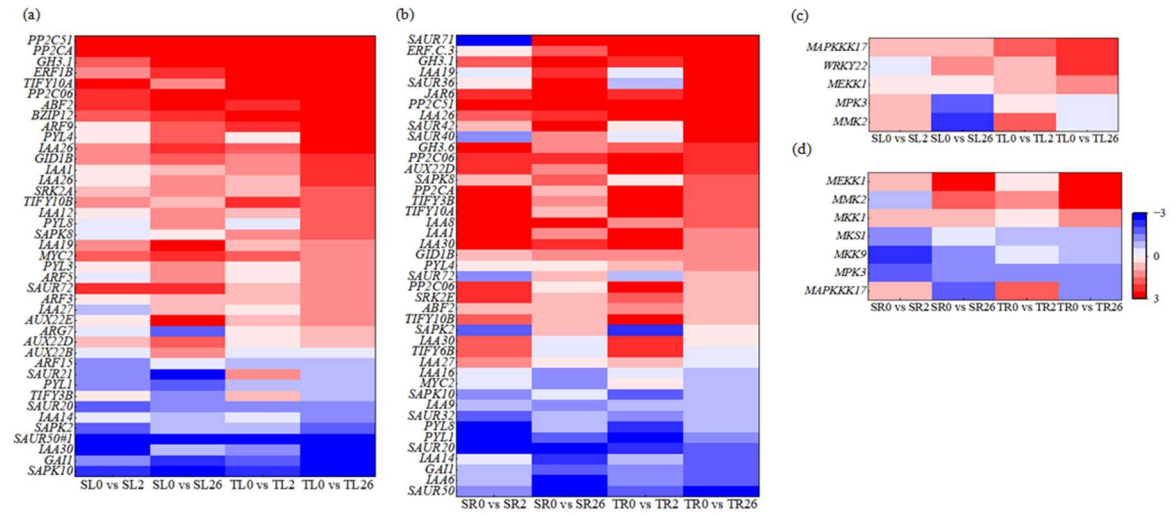 (a)
PP2C51
PP2CA
GH3.1
ERF1B
TIFY10A
PP2C06
ABF2
BZIP12
ARF9
PYL4
IAA26
GID1B
IAA1
IAA26
SRK2A
TIFY10B
IAA12
PYL8
SAPK8
IAA19
MYC2
PYL3
ARF5
SAUR72
ARF3
IAA27
AUX22E
ARG7
AUX22D
AUX22B
ARF15
SAUR21
PYL1
TIFY3B
SAUR20
IAA14
SAPK2
SAUR50#1
IAA30
GAI1
SAPK10
SL0 vs SL2 SL0 vs SL26 TL0 vs TL2 TL0 vs TL26
(b)
SAUR71
ERF.C.3
GH3.1
IAA19
SAUR36
JAR6
PP2C51
IAA26
SAUR42
SAUR40
GH3.6
PP2C06
AUX22D
SAPK8
PP2CA
TIFY3B
TIFY10A
IAA8
IAA1
IAA30
GID1B
PYL4
SAUR72
PP2C06
SRK2E
ABF2
TIFY10B
SAPK2
IAA30
TIFY6B
IAA27
IAA16
MYC2
SAPK10
IAA9
SAUR32
PYL8
PYL1
SAUR20
IAA14
GAI1
IAA6
SAUR50
SR0 vs SR2 SR0 vs SR26 TR0 vs TR2 TR0 vs TR26
(c)
MAPKKK17
WRKY22
MEKK1
MPK3
MMK2
SL0 vs SL2 SL0 vs SL26 TL0 vs TL2 TL0 vs TL26
(d)
MEKK1
MMK2
MKK1
MKS1
MKK9
MPK3
MAPKKK17
SR0 vs SR2 SR0 vs SR26 TR0 vs TR2 TR0 vs TR26
-3
0
3